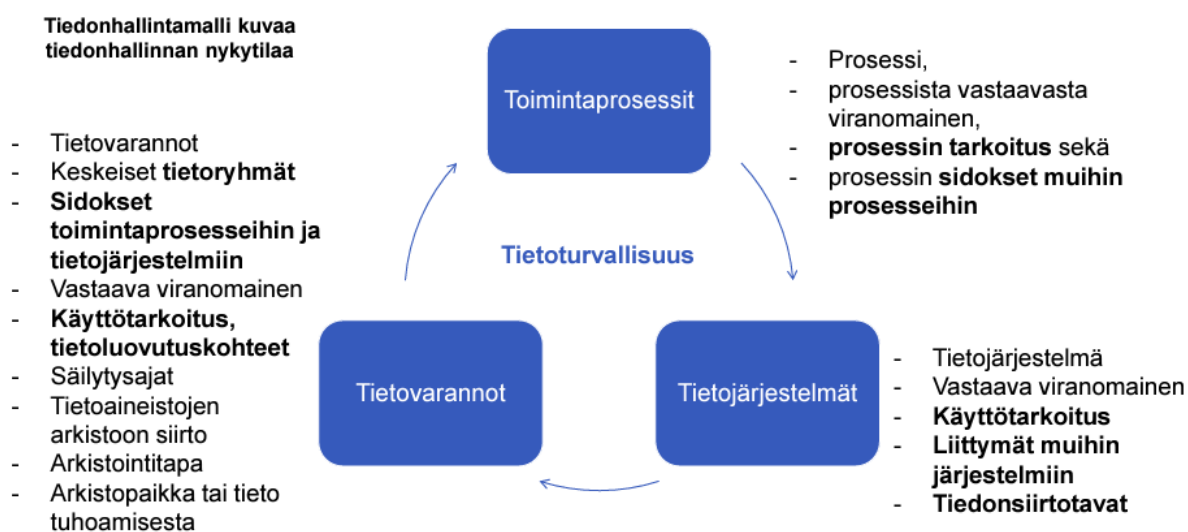 Tiedonhallintamalli kuvaa
tiedonhallinnan nykytilaa
Toimintaprosessit
- Prosessi,
- prosessista vastaavasta
viranomainen,
- prosessin tarkoitus sekä
- prosessin sidokset muihin
prosesseihin
- Tietovarannot
- Keskeiset tietoryhmät
- Sidokset
toimintaprosesseihin ja
tietojärjestelmiin
- Vastaava viranomainen
- Käyttötarkoitus,
tietoluovutuskohteet
- Säilytysajat
- Tietoaineistojen
arkistoon siirto
- Arkistointitapa
- Arkistopaikka tai tieto
tuhoamisesta
Tietoturvallisuus
Tietovarannot
Tietojärjestelmät
- Tietojärjestelmä
- Vastaava viranomainen
- Käyttötarkoitus
- Liittymät muihin
järjestelmiin
- Tiedonsiirtotavat